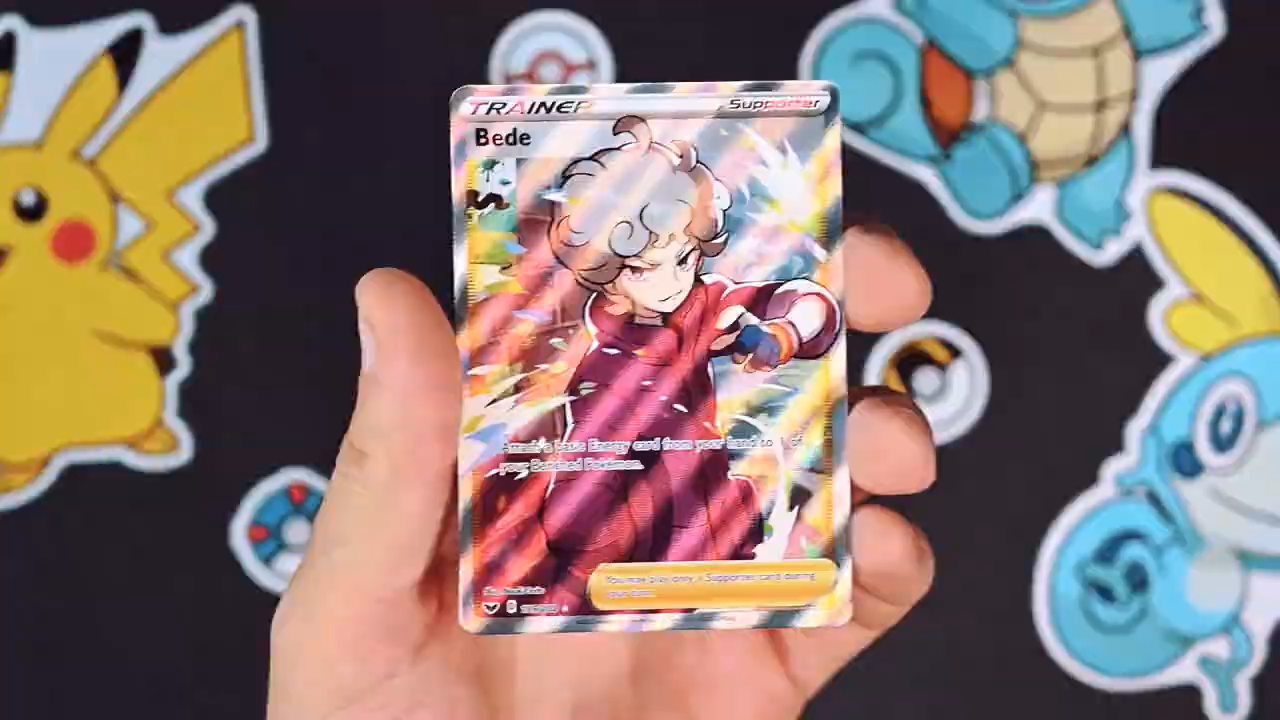 TRAINER
Supporter
Bede
Attach a basic Energy card from your hand to 1 of
your Benched Pokémon.
You may play only 1 Supporter card during
your turn.